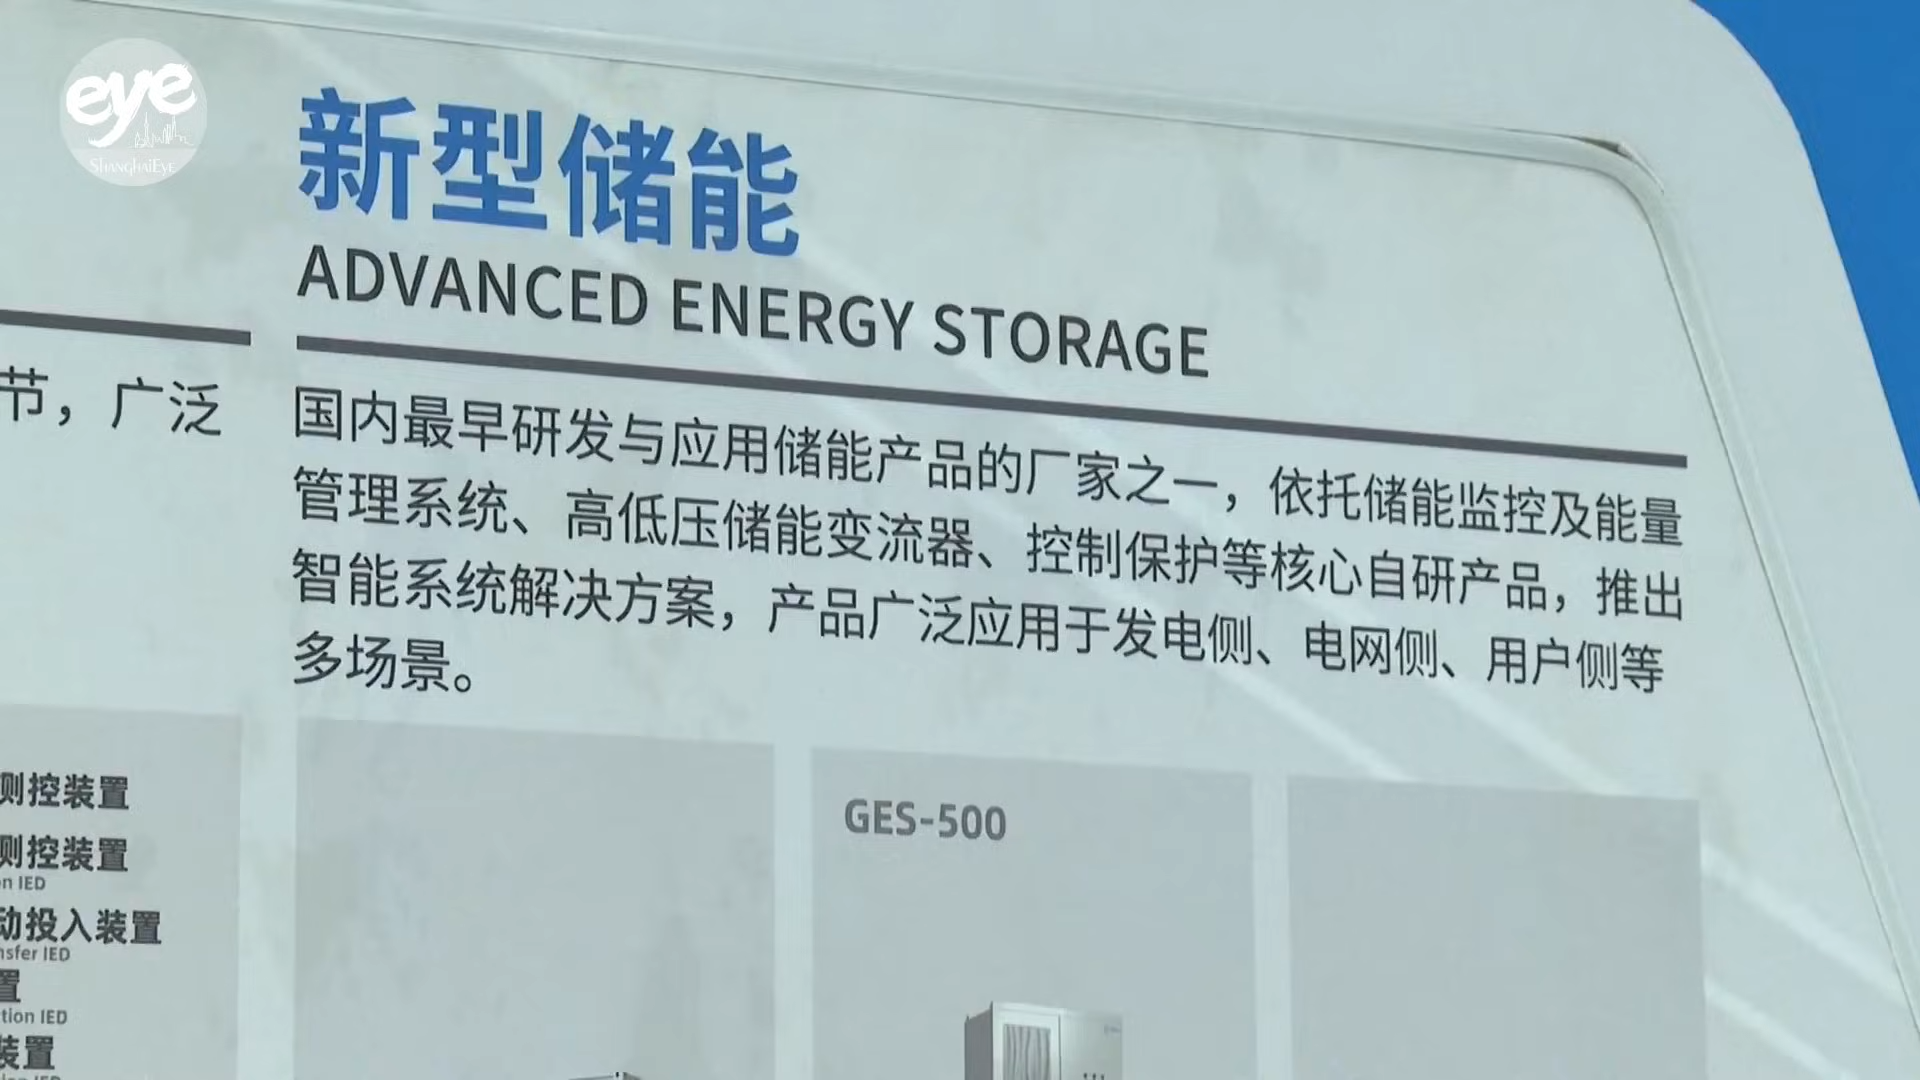 eye
ShanghaiEye
新型储能
ADVANCED ENERGY STORAGE
节，广泛
国内最早研发与应用储能产品的厂家之一，依托储能监控及能量
管理系统、高低压储能变流器、控制保护等核心自研产品，推出
智能系统解决方案，产品广泛应用于发电侧、电网侧、用户侧等
多场景。
测控装置
测控装置
n IED
动投入装置
nsfer IED
置
tion IED
装置
GES-500